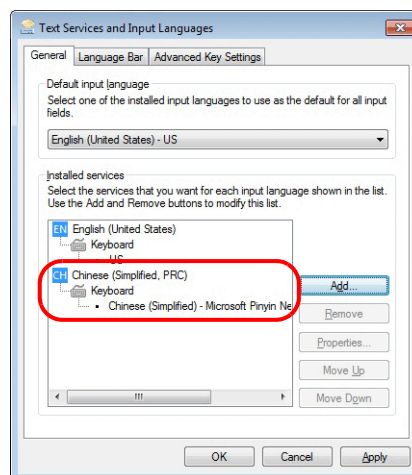 Text Services and Input Languages
General
Language Bar
Advanced Key Settings
Default input language
Select one of the installed input languages to use as the default for all input
fields.
English (United States) - US
Installed services
Select the services that you want for each input language shown in the list.
Use the Add and Remove buttons to modify this list.
EN English (United States)
Keyboard
US
CH Chinese (Simplified, PRC)
Keyboard
Chinese (Simplified) - Microsoft Pinyin Ne
Add...
Remove
Properties...
Move Up
Move Down
OK
Cancel
Apply